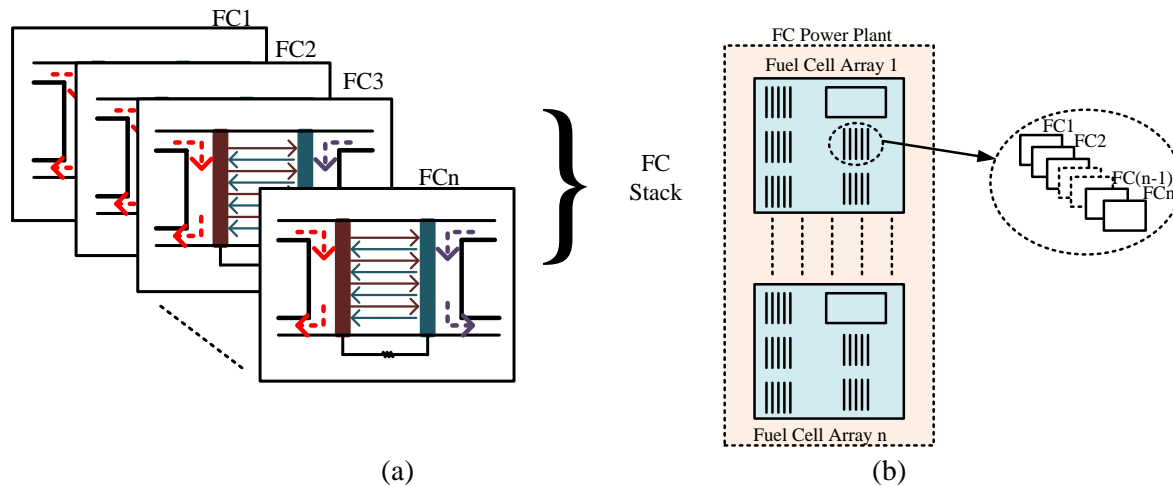 FC1
FC2
FC3
FCn
FC
Stack
(a)
FC Power Plant
Fuel Cell Array 1
FC1
FC2
FC(n-1)
FCn
Fuel Cell Array n
(b)